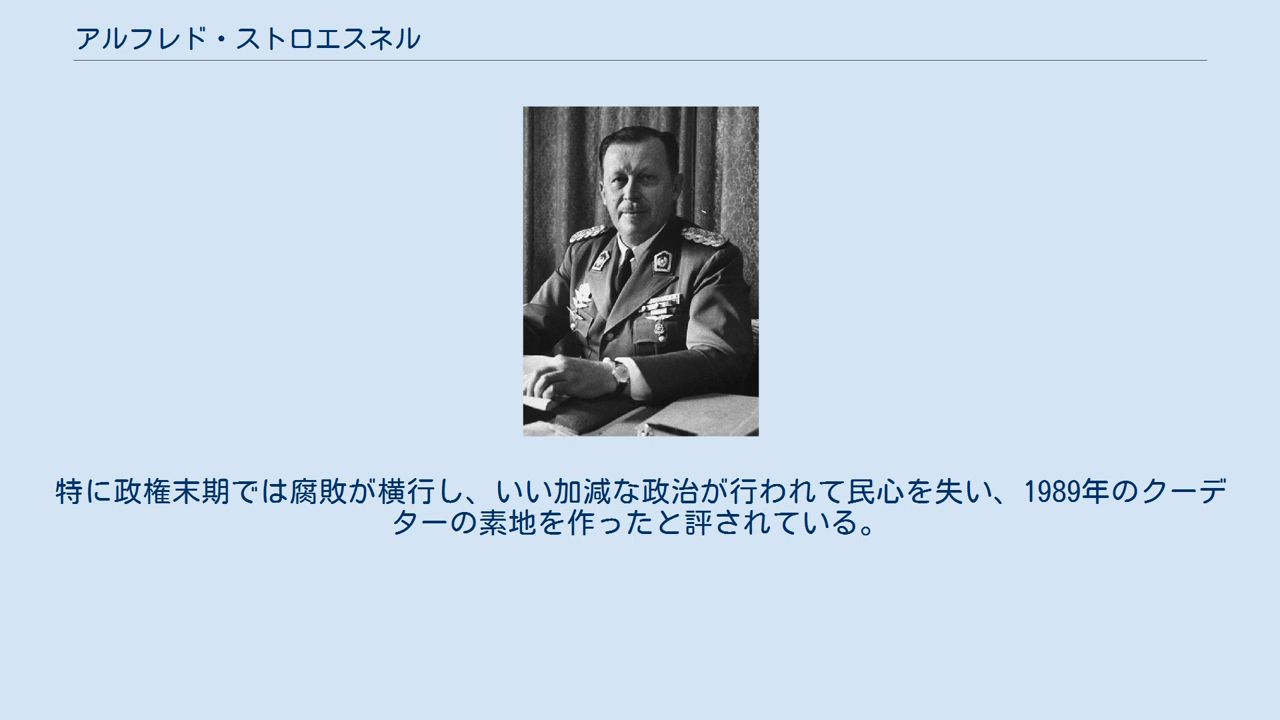 アルフレド・ストロエスネル
特に政権末期では腐敗が横行し、いい加減な政治が行われて民心を失い、1989年のクーデ
ターの素地を作ったと評されている。